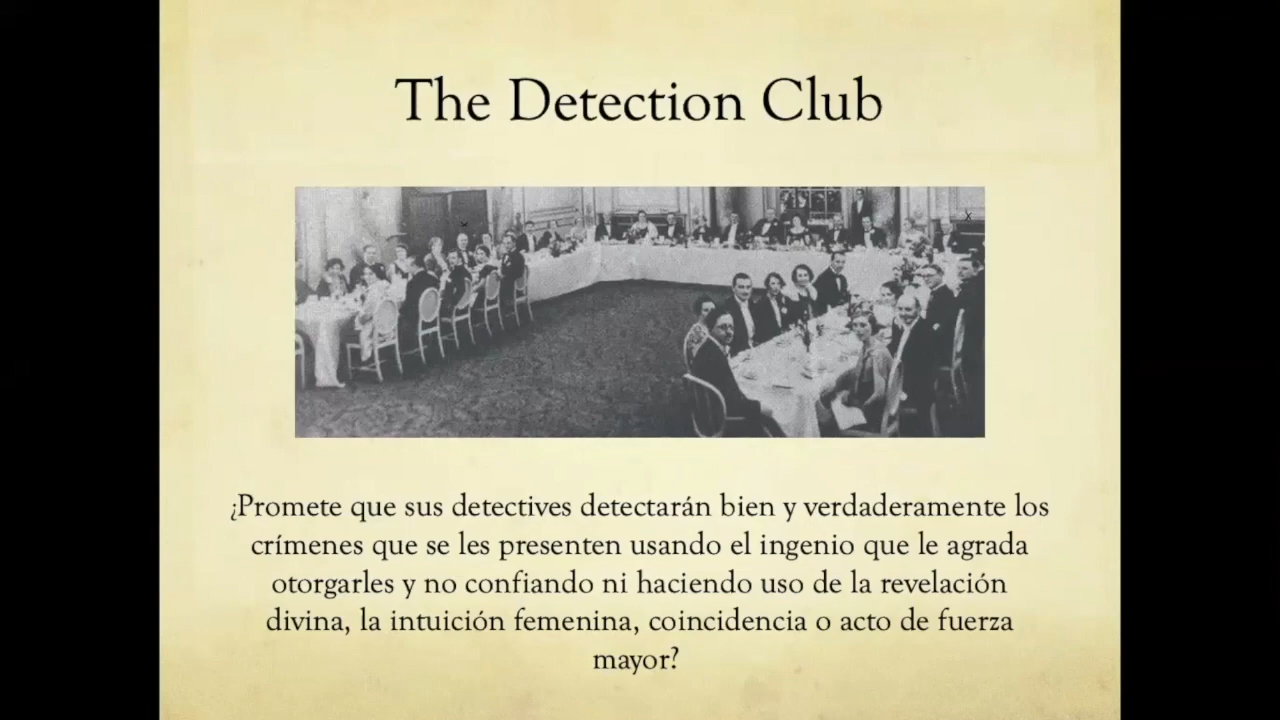 The Detection Club
¿Promete que sus detectives detectarán bien y verdaderamente los
crímenes que se les presenten usando el ingenio que le agrada
otorgarles y no confiando ni haciendo uso de la revelación
divina, la intuición femenina, coincidencia o acto de fuerza
mayor?